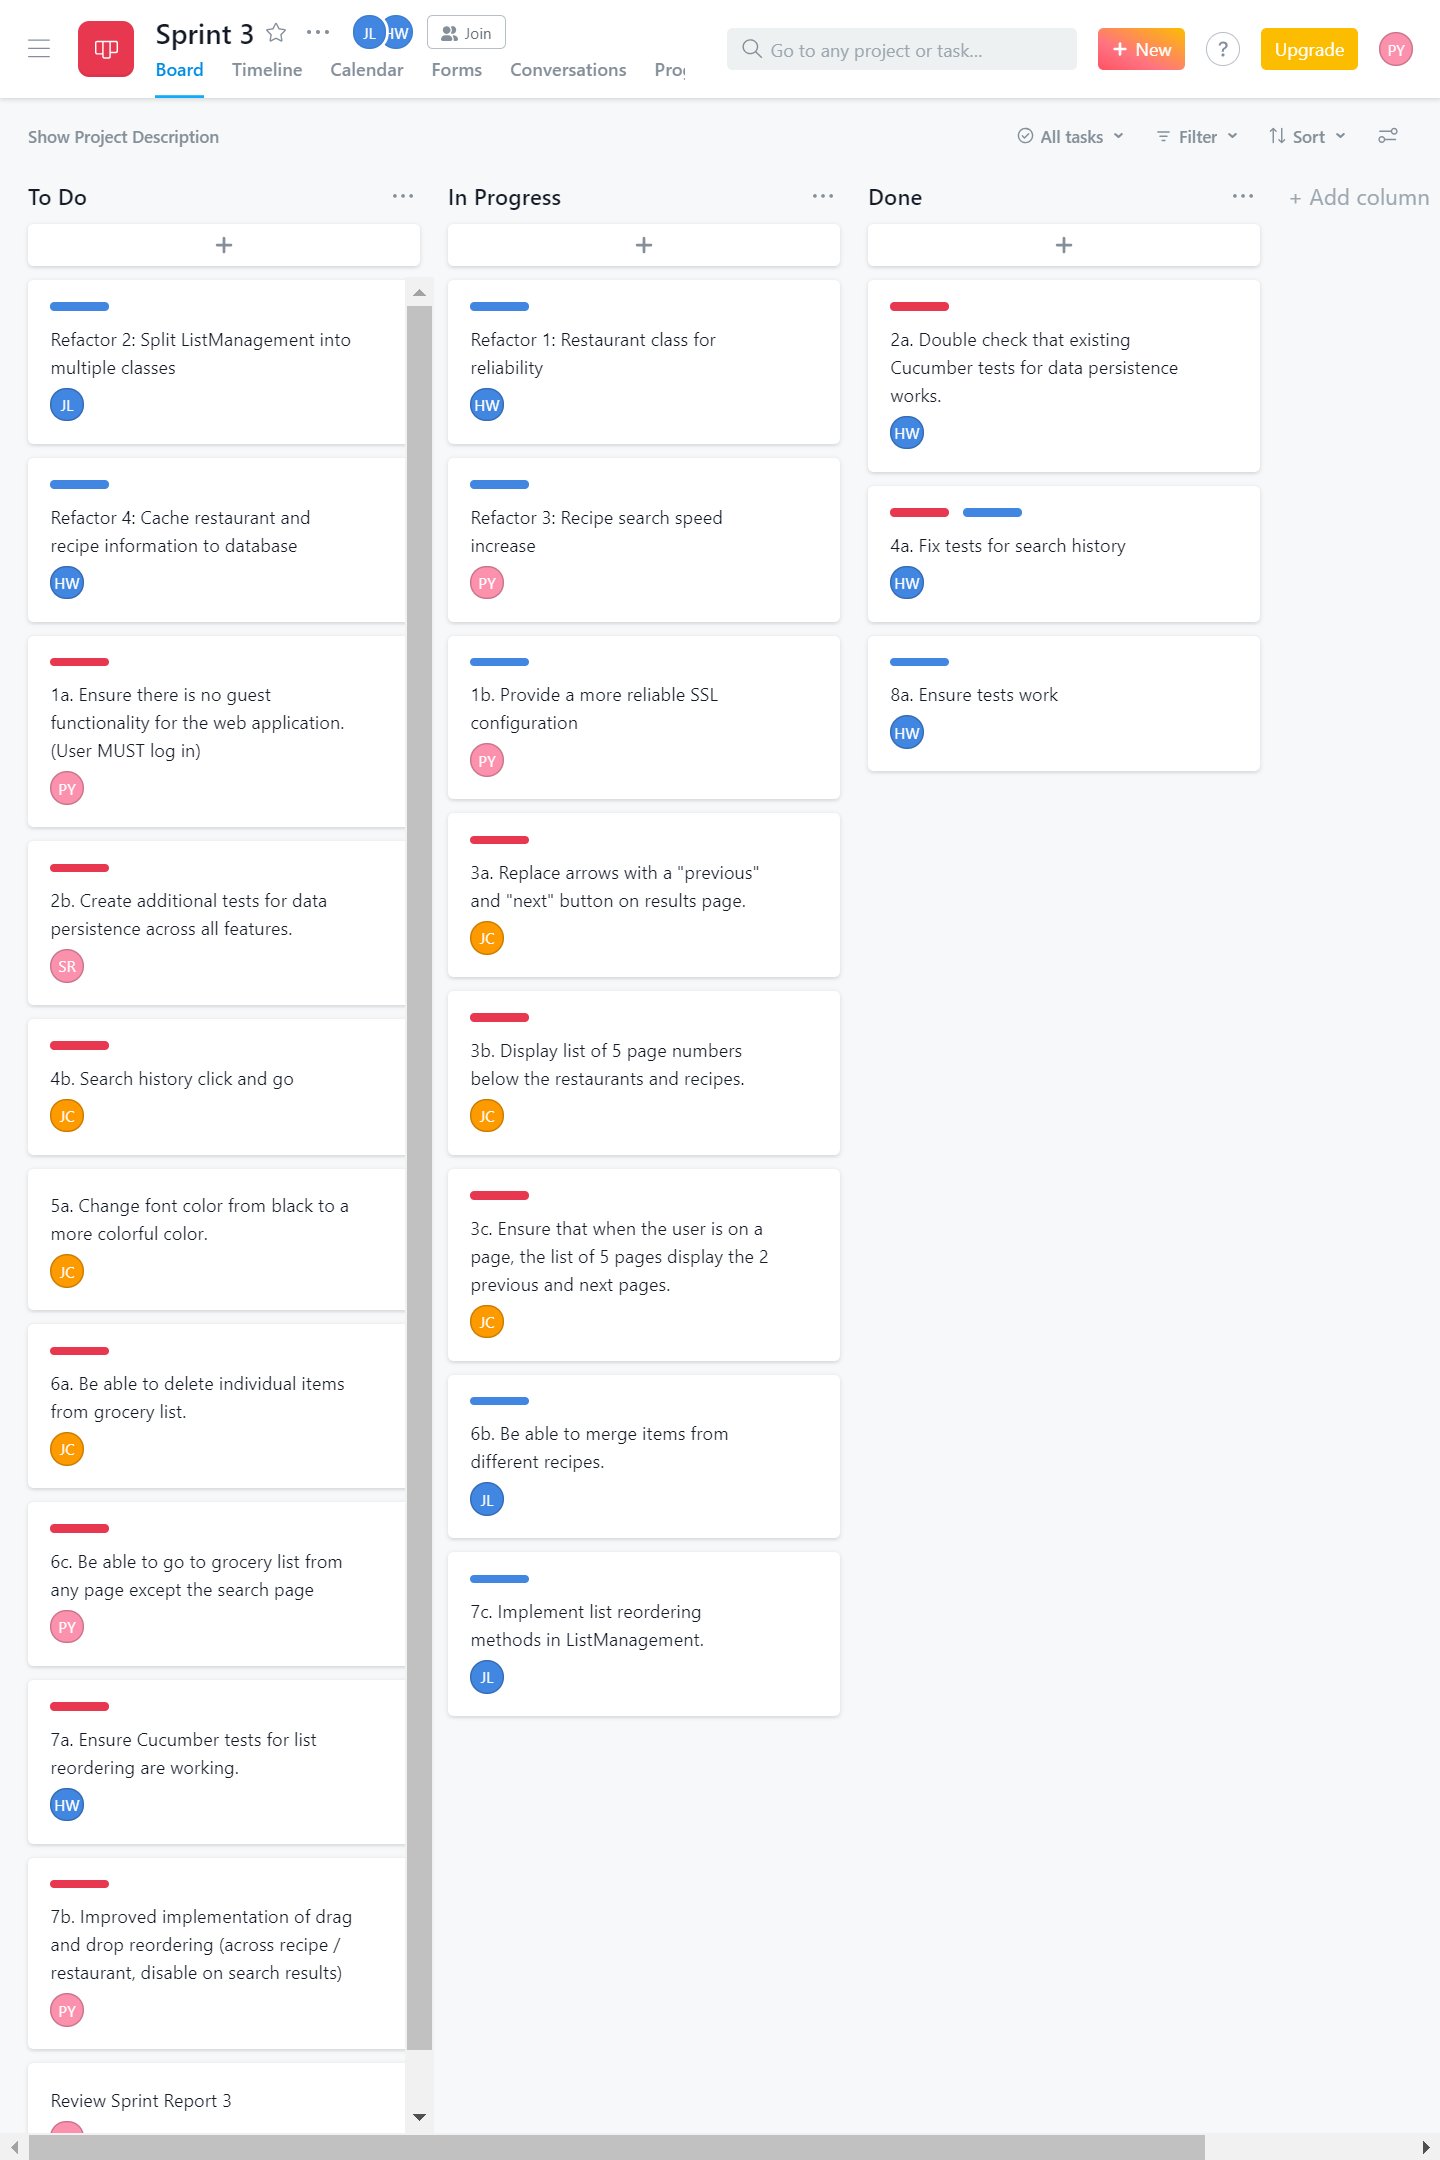 Sprint 3
JL
HW
Join
Board
Timeline
Calendar
Forms
Conversations
Go to any project or task...
+ New
?
Upgrade
PY
Show Project Description
All tasks
Filter
Sort
To Do
Refactor 2: Split ListManagement into
multiple classes
JL
Refactor 4: Cache restaurant and
recipe information to database
HW
1a. Ensure there is no guest
functionality for the web application.
(User MUST log in)
PY
2b. Create additional tests for data
persistence across all features.
SR
4b. Search history click and go
JC
5a. Change font color from black to a
more colorful color.
JC
6a. Be able to delete individual items
from grocery list.
JC
6c. Be able to go to grocery list from
any page except the search page
PY
7a. Ensure Cucumber tests for list
reordering are working.
HW
7b. Improved implementation of drag
and drop reordering (across recipe /
restaurant, disable on search results)
PY
Review Sprint Report 3
In Progress
Refactor 1: Restaurant class for
reliability
HW
Refactor 3: Recipe search speed
increase
PY
1b. Provide a more reliable SSL
configuration
PY
3a. Replace arrows with a "previous"
and "next" button on results page.
JC
3b. Display list of 5 page numbers
below the restaurants and recipes.
JC
3c. Ensure that when the user is on a
page, the list of 5 pages display the 2
previous and next pages.
JC
6b. Be able to merge items from
different recipes.
JL
7c. Implement list reordering
methods in ListManagement.
JL
Done
2a. Double check that existing
Cucumber tests for data persistence
works.
HW
4a. Fix tests for search history
HW
8a. Ensure tests work
HW
+ Add column